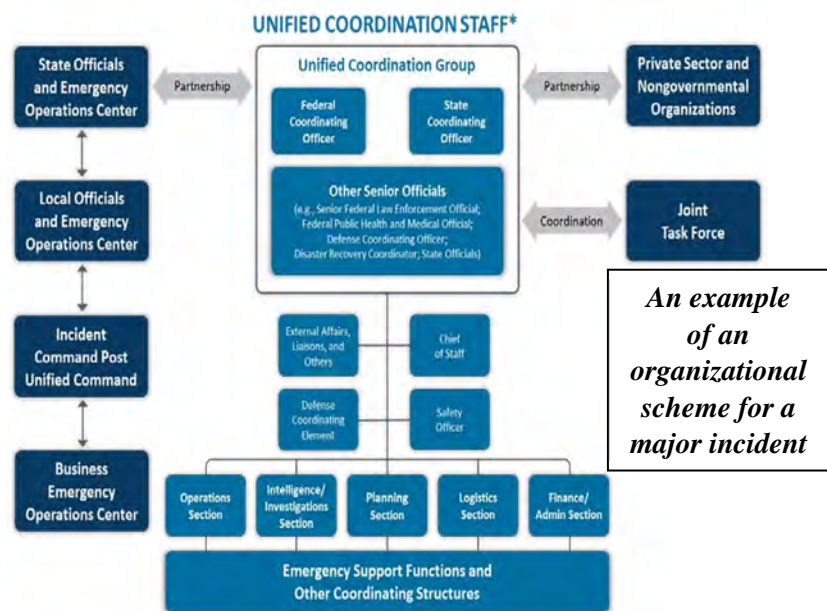 UNIFIED COORDINATION STAFF*
State Officials
and Emergency
Operations Center
Partnership
Unified Coordination Group
Federal
Coordinating
Officer
State
Coordinating
Officer
Partnership
Private Sector and
Nongovernmental
Organizations
Local Officials
and Emergency
Operations Center
Other Senior Officials
(e.g., Senior Federal Law Enforcement Official;
Federal Public Health and Medical Official;
Defense Coordinating Officer;
Disaster Recovery Coordinator; State Officials)
Coordination
Joint
Task Force
An example
of an
organizational
scheme for a
major incident
Incident
Command Post
Unified Command
External Affairs,
Liaisons, and
Others
Chief
of Staff
Defense
Coordinating
Element
Safety
Officer
Business
Emergency
Operations Center
Operations
Section
Intelligence/
Investigations
Section
Planning
Section
Logistics
Section
Finance/
Admin Section
Emergency Support Functions and
Other Coordinating Structures